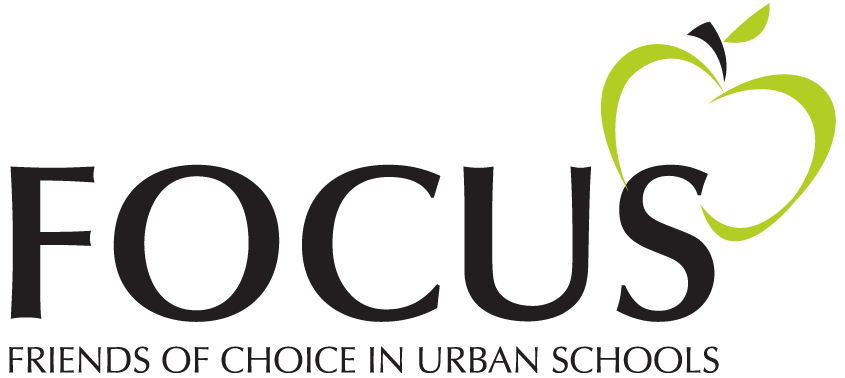 FOCUS
FRIENDS OF CHOICE IN URBAN SCHOOLS